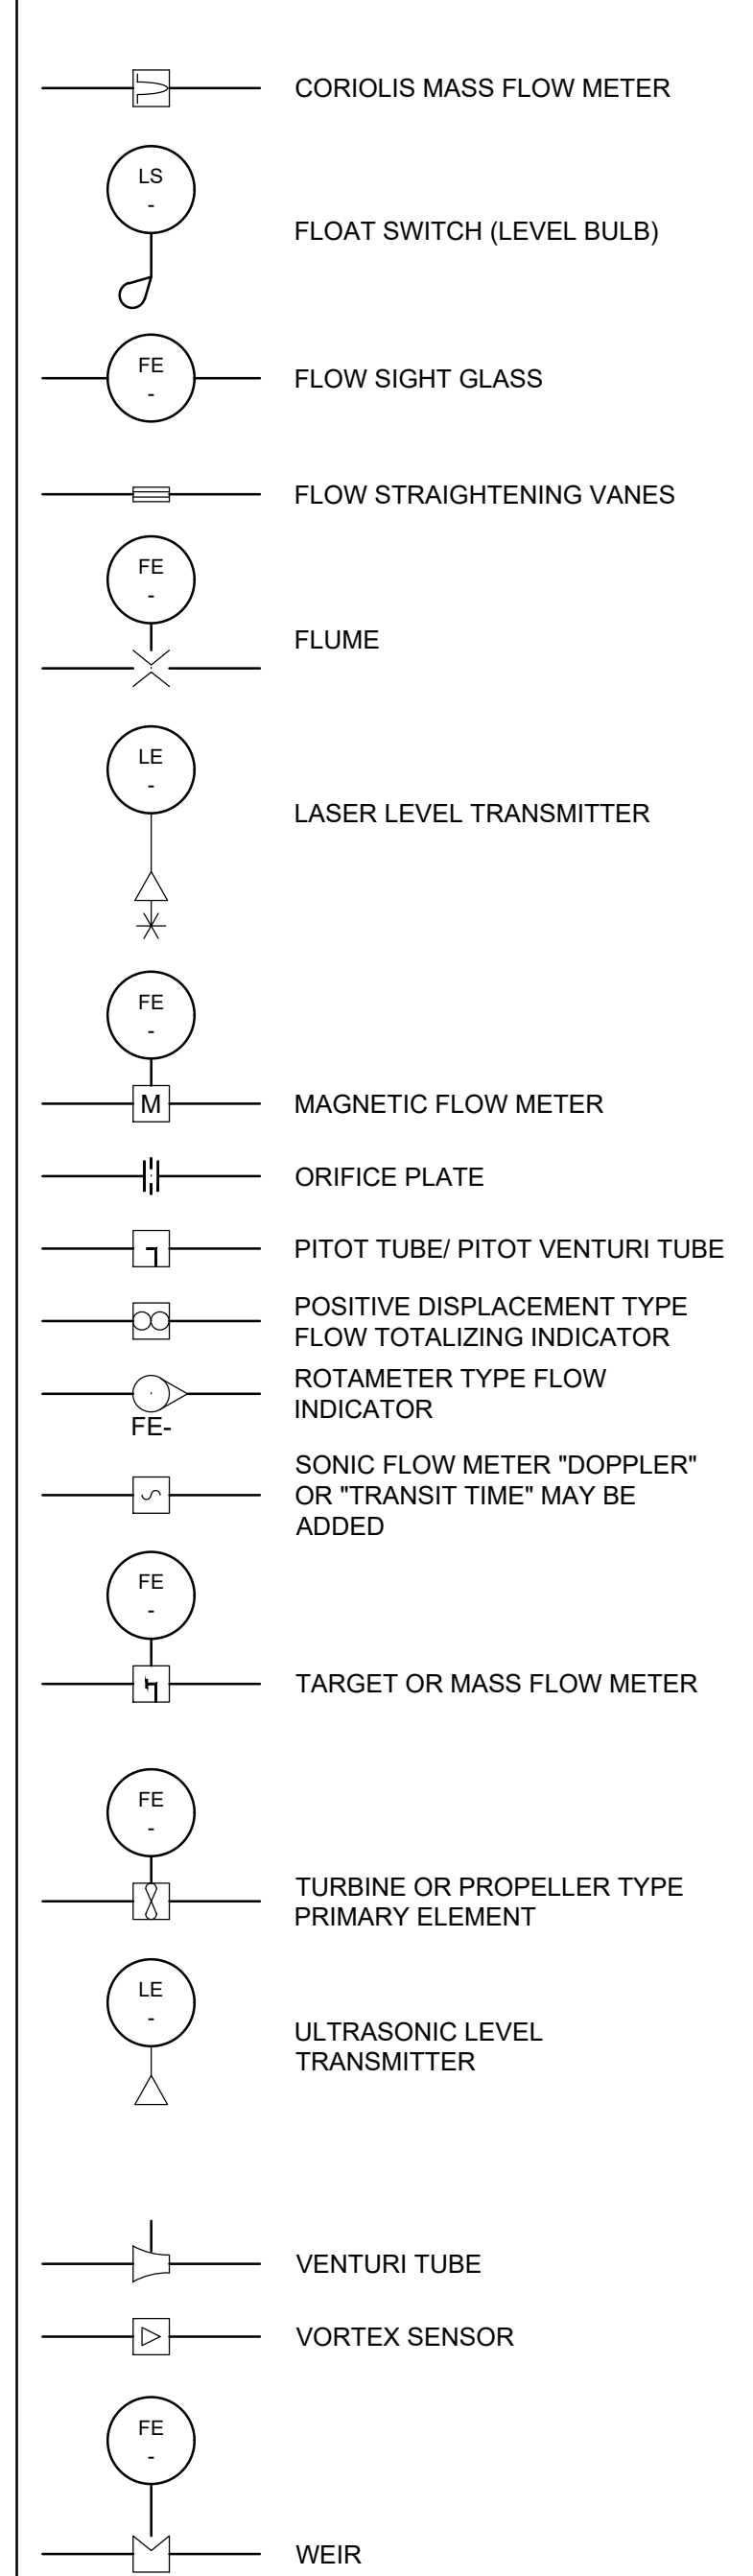 CORIOLIS MASS FLOW METER
LS
-
FLOAT SWITCH (LEVEL BULB)
FE
-
FLOW SIGHT GLASS
FLOW STRAIGHTENING VANES
FE
-
FLUME
LE
-
LASER LEVEL TRANSMITTER
FE
-
M
MAGNETIC FLOW METER
ORIFICE PLATE
PITOT TUBE/ PITOT VENTURI TUBE
POSITIVE DISPLACEMENT TYPE
FLOW TOTALIZING INDICATOR
ROTAMETER TYPE FLOW
INDICATOR
FE-
SONIC FLOW METER "DOPPLER"
OR "TRANSIT TIME" MAY BE
ADDED
FE
-
TARGET OR MASS FLOW METER
FE
-
TURBINE OR PROPELLER TYPE
PRIMARY ELEMENT
LE
-
ULTRASONIC LEVEL
TRANSMITTER
VENTURI TUBE
VORTEX SENSOR
FE
-
WEIR